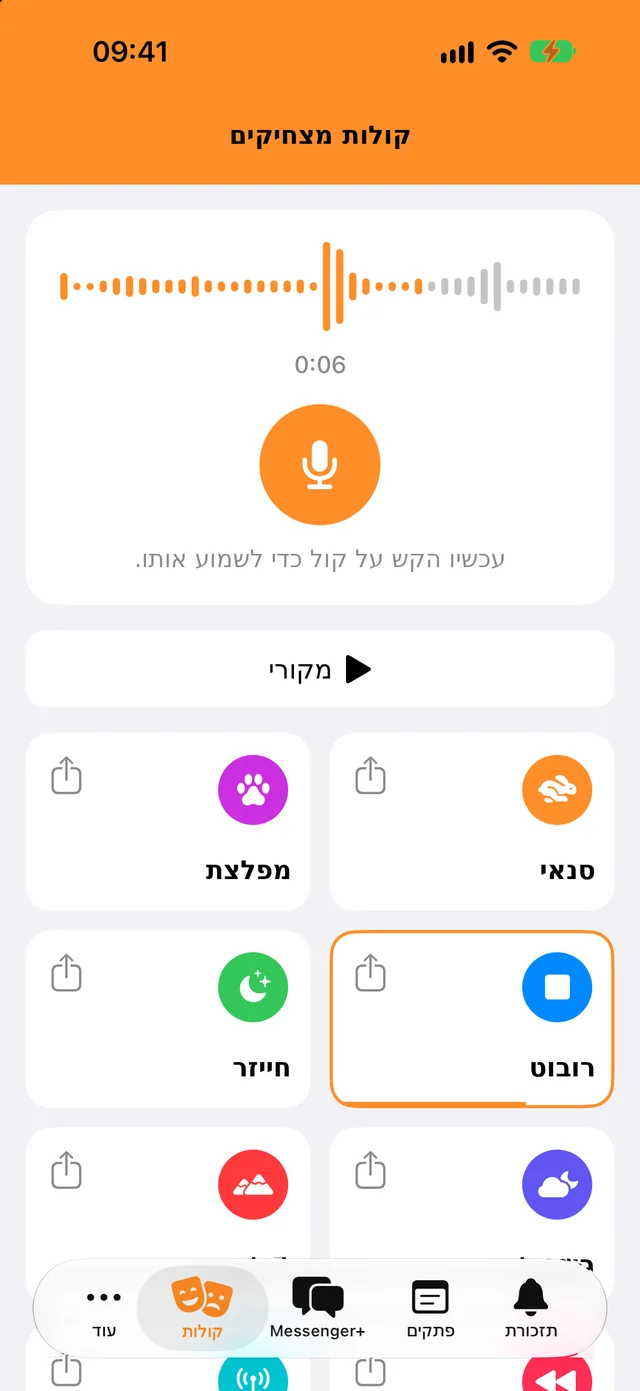 09:41
קולות מצחיקים
0:06
עכשיו הקש על קול כדי לשמוע אותו.
מקורי
סנאי
מפלצת
רובוט
חייזר
תזכורת
פתקים
Messenger+
קולות
עוד